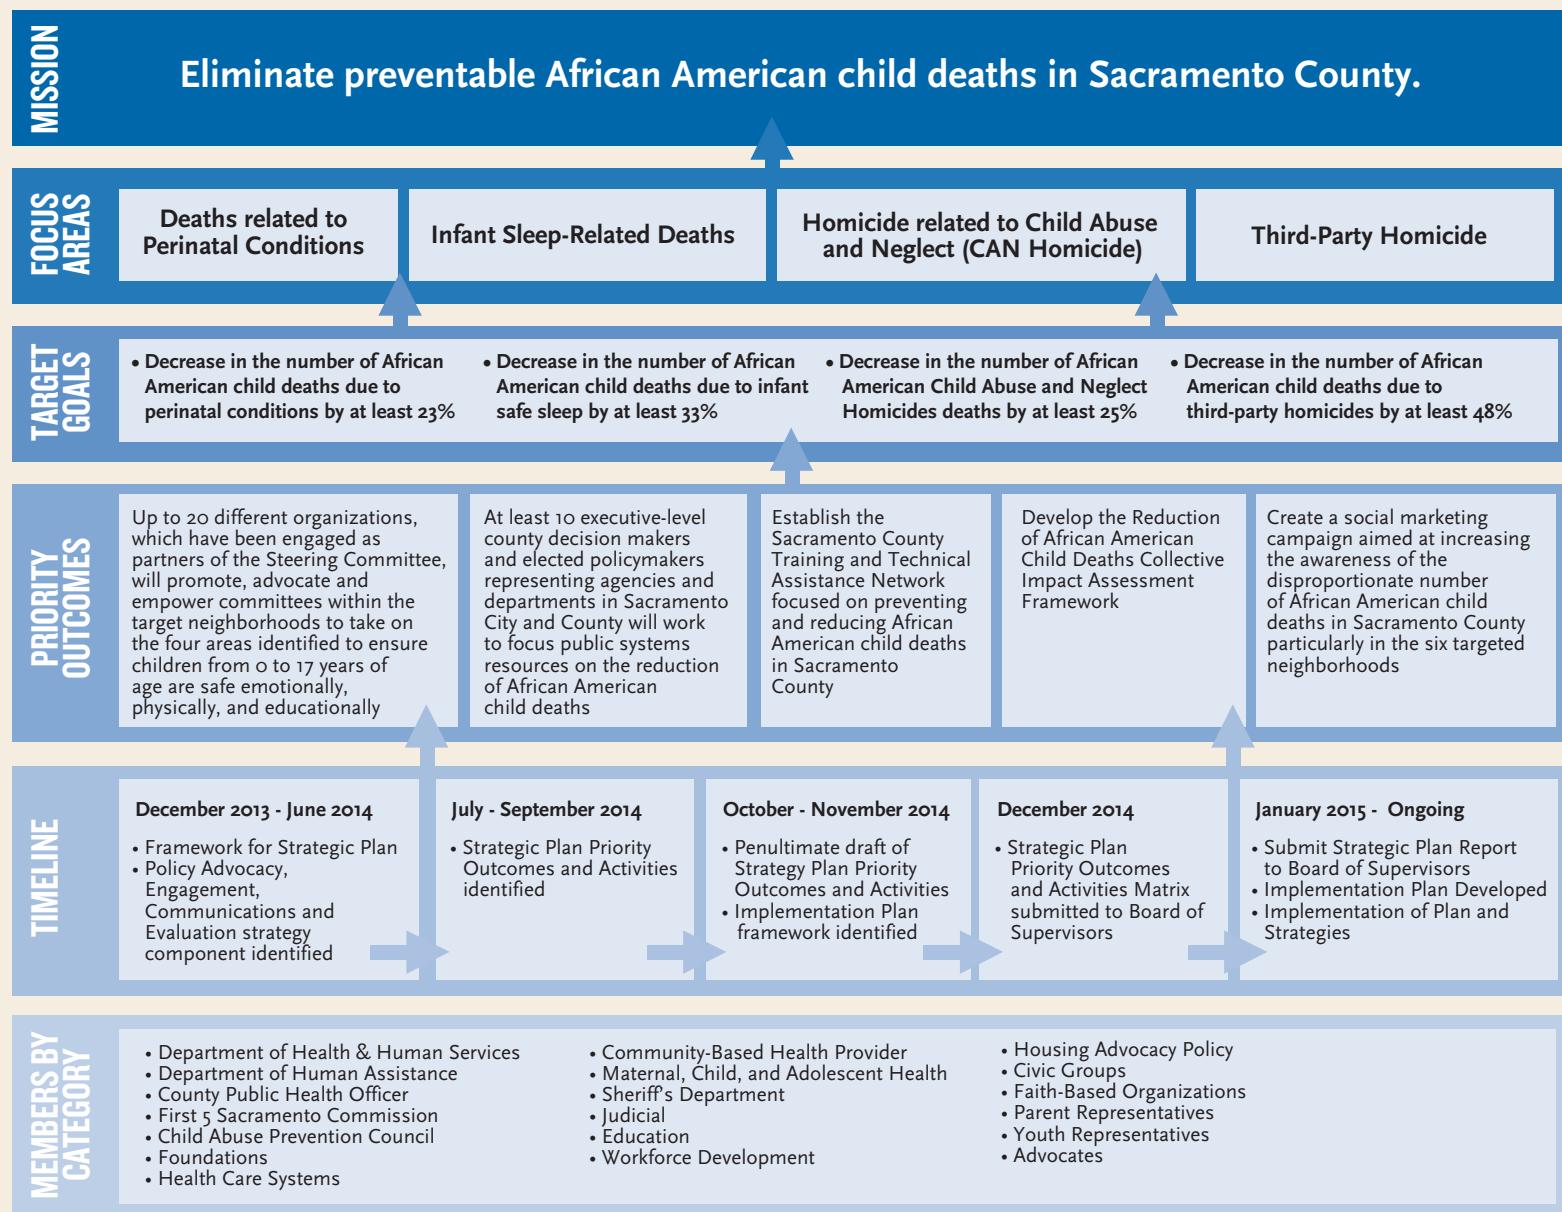 MISSION
Eliminate preventable African American child deaths in Sacramento County.
FOCUS
AREAS
Deaths related to
Perinatal Conditions
Infant Sleep-Related Deaths
Homicide related to Child Abuse
and Neglect (CAN Homicide)
Third-Party Homicide
TARGET
GOALS
• Decrease in the number of African
American child deaths due to
perinatal conditions by at least 23%
• Decrease in the number of African
American child deaths due to infant
safe sleep by at least 33%
• Decrease in the number of African
American Child Abuse and Neglect
Homicides deaths by at least 25%
• Decrease in the number of African
American child deaths due to
third-party homicides by at least 48%
PRIORITY
OUTCOMES
Up to 20 different organizations,
which have been engaged as
partners of the Steering Committee,
will promote, advocate and
empower committees within the
target neighborhoods to take on
the four areas identified to ensure
children from 0 to 17 years of
age are safe emotionally,
physically, and educationally
At least 10 executive-level
county decision makers
and elected policymakers
representing agencies and
departments in Sacramento
City and County will work
to focus public systems
resources on the reduction
of African American
child deaths
Establish the
Sacramento County
Training and Technical
Assistance Network
focused on preventing
and reducing African
American child deaths
in Sacramento
County
Develop the Reduction
of African American
Child Deaths Collective
Impact Assessment
Framework
Create a social marketing
campaign aimed at increasing
the awareness of the
disproportionate number
of African American child
deaths in Sacramento County
particularly in the six targeted
neighborhoods
TIMELINE
December 2013 - June 2014
• Framework for Strategic Plan
• Policy Advocacy,
Engagement,
Communications and
Evaluation strategy
component identified
July - September 2014
• Strategic Plan Priority
Outcomes and Activities
identified
October - November 2014
• Penultimate draft of
Strategy Plan Priority
Outcomes and Activities
• Implementation Plan
framework identified
December 2014
• Strategic Plan
Priority Outcomes
and Activities Matrix
submitted to Board of
Supervisors
January 2015 - Ongoing
• Submit Strategic Plan Report
to Board of Supervisors
• Implementation Plan Developed
• Implementation of Plan and
Strategies
MEMBERS BY
CATEGORY
• Department of Health & Human Services
• Department of Human Assistance
• County Public Health Officer
• First 5 Sacramento Commission
• Child Abuse Prevention Council
• Foundations
• Health Care Systems
• Community-Based Health Provider
• Maternal, Child, and Adolescent Health
• Sheriff's Department
• Judicial
• Education
• Workforce Development
• Housing Advocacy Policy
• Civic Groups
• Faith-Based Organizations
• Parent Representatives
• Youth Representatives
• Advocates